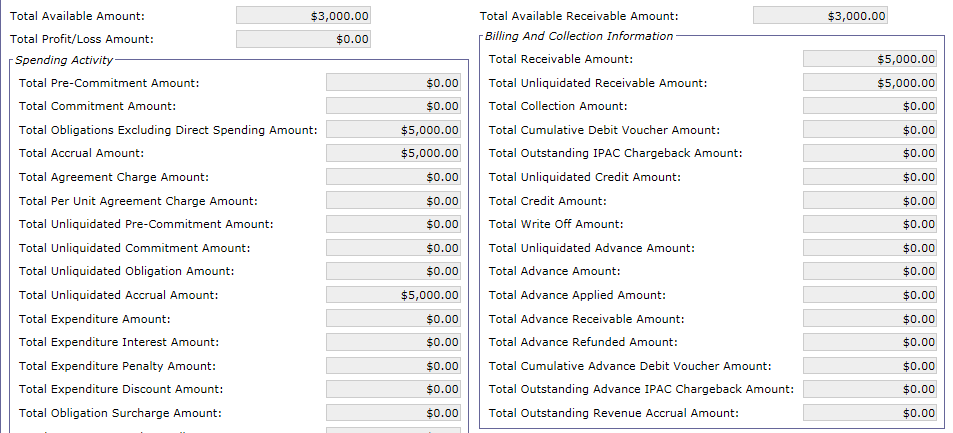 Total Available Amount: $3,000.00
Total Profit/Loss Amount: $0.00
Spending Activity
Total Pre-Commitment Amount: $0.00
Total Commitment Amount: $0.00
Total Obligations Excluding Direct Spending Amount: $5,000.00
Total Accrual Amount: $5,000.00
Total Agreement Charge Amount: $0.00
Total Per Unit Agreement Charge Amount: $0.00
Total Unliquidated Pre-Commitment Amount: $0.00
Total Unliquidated Commitment Amount: $0.00
Total Unliquidated Obligation Amount: $0.00
Total Unliquidated Accrual Amount: $5,000.00
Total Expenditure Amount: $0.00
Total Expenditure Interest Amount: $0.00
Total Expenditure Penalty Amount: $0.00
Total Expenditure Discount Amount: $0.00
Total Obligation Surcharge Amount: $0.00
Total Available Receivable Amount: $3,000.00
Billing And Collection Information
Total Receivable Amount: $5,000.00
Total Unliquidated Receivable Amount: $5,000.00
Total Collection Amount: $0.00
Total Cumulative Debit Voucher Amount: $0.00
Total Outstanding IPAC Chargeback Amount: $0.00
Total Unliquidated Credit Amount: $0.00
Total Credit Amount: $0.00
Total Write Off Amount: $0.00
Total Unliquidated Advance Amount: $0.00
Total Advance Amount: $0.00
Total Advance Applied Amount: $0.00
Total Advance Receivable Amount: $0.00
Total Advance Refunded Amount: $0.00
Total Cumulative Advance Debit Voucher Amount: $0.00
Total Outstanding Advance IPAC Chargeback Amount: $0.00
Total Outstanding Revenue Accrual Amount: $0.00